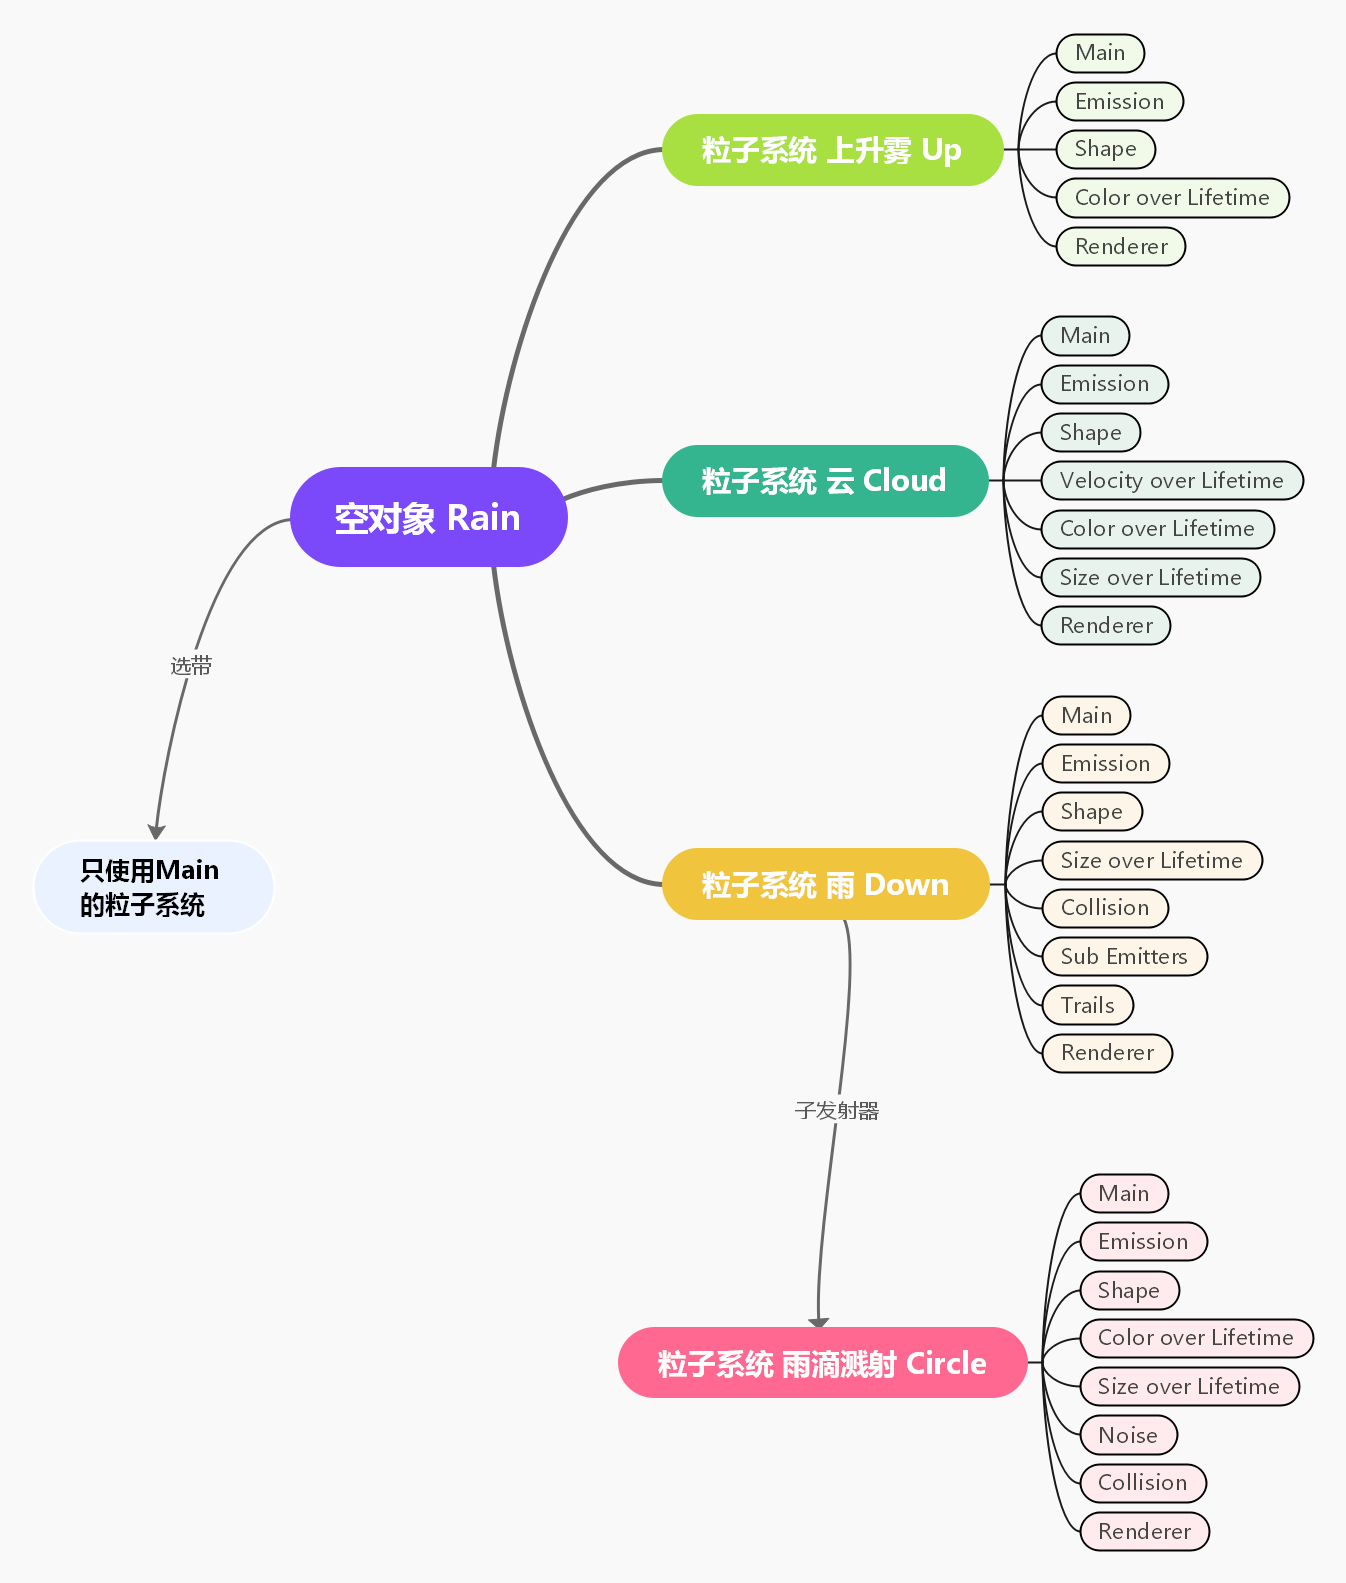 Main
Emission
粒子系统 上升雾 Up
Shape
Color over Lifetime
Renderer
Main
Emission
Shape
粒子系统 云 Cloud
Velocity over Lifetime
Color over Lifetime
Size over Lifetime
Renderer
空对象 Rain
选带
只使用Main
的粒子系统
Main
Emission
Shape
Size over Lifetime
粒子系统 雨 Down
Collision
Sub Emitters
Trails
Renderer
子发射器
Main
Emission
Shape
Color over Lifetime
粒子系统 雨滴溅射 Circle
Size over Lifetime
Noise
Collision
Renderer